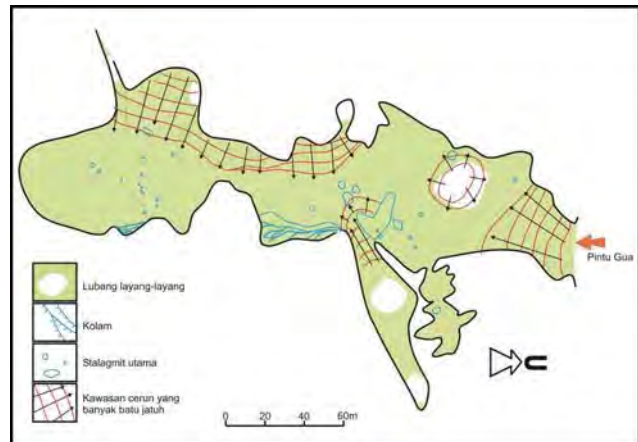 Pintu Gua
Lubang layang-layang
Kolam
Stalagmit utama
Kawasan cerun yang
banyak batu jatuh
0 20 40 60m